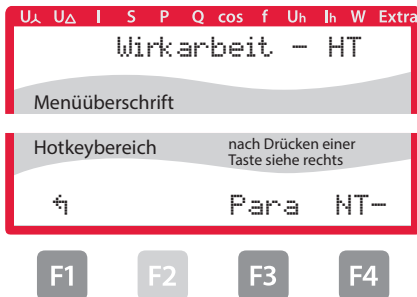 U⅄ U△ I S P Q cos f Uh Ih W Extra
Wirkarbeit - HT
Menüüberschrift
Hotkeybereich
nach Drücken einer
Taste siehe rechts
↰ Para NT-
F1 F2 F3 F4